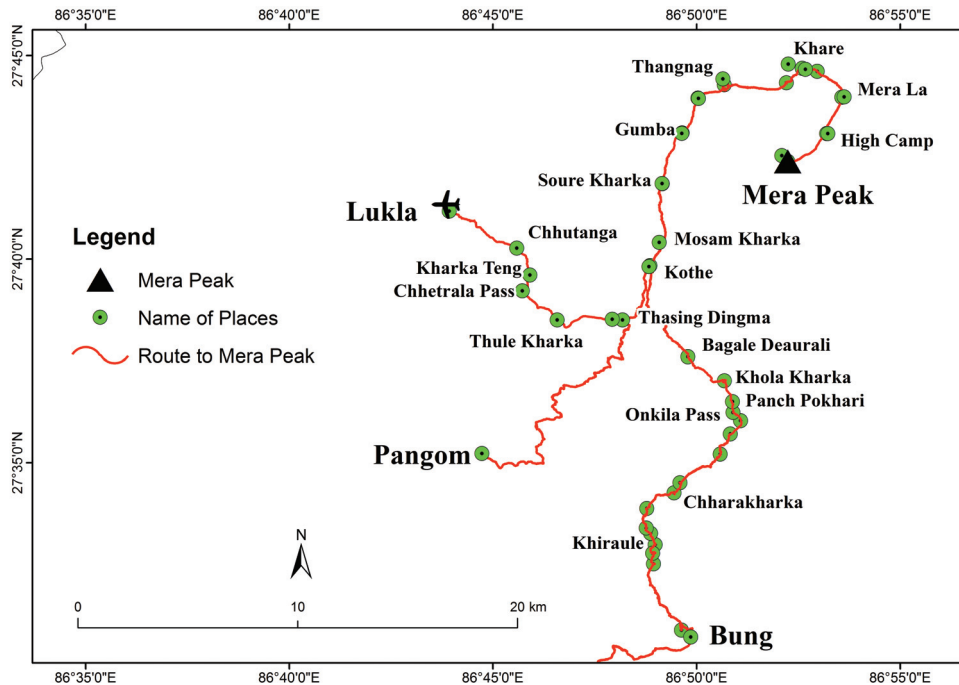 86°35'0"E 86°40'0"E 86°45'0"E 86°50'0"E 86°55'0"E
27°45'0"N
27°40'0"N
27°35'0"N
Khare
Thangnag
Mera La
Gumba
High Camp
Soure Kharka
Mera Peak
Lukla
Chhutanga
Mosam Kharka
Kharka Teng
Kothe
Chhetrala Pass
Thasing Dingma
Thule Kharka
Bagale Deaurali
Khola Kharka
Panch Pokhari
Onkila Pass
Pangom
Chharakharka
Khiraule
Bung
Legend
Mera Peak
Name of Places
Route to Mera Peak
N
0 10 20 km
86°35'0"E 86°40'0"E 86°45'0"E 86°50'0"E 86°55'0"E